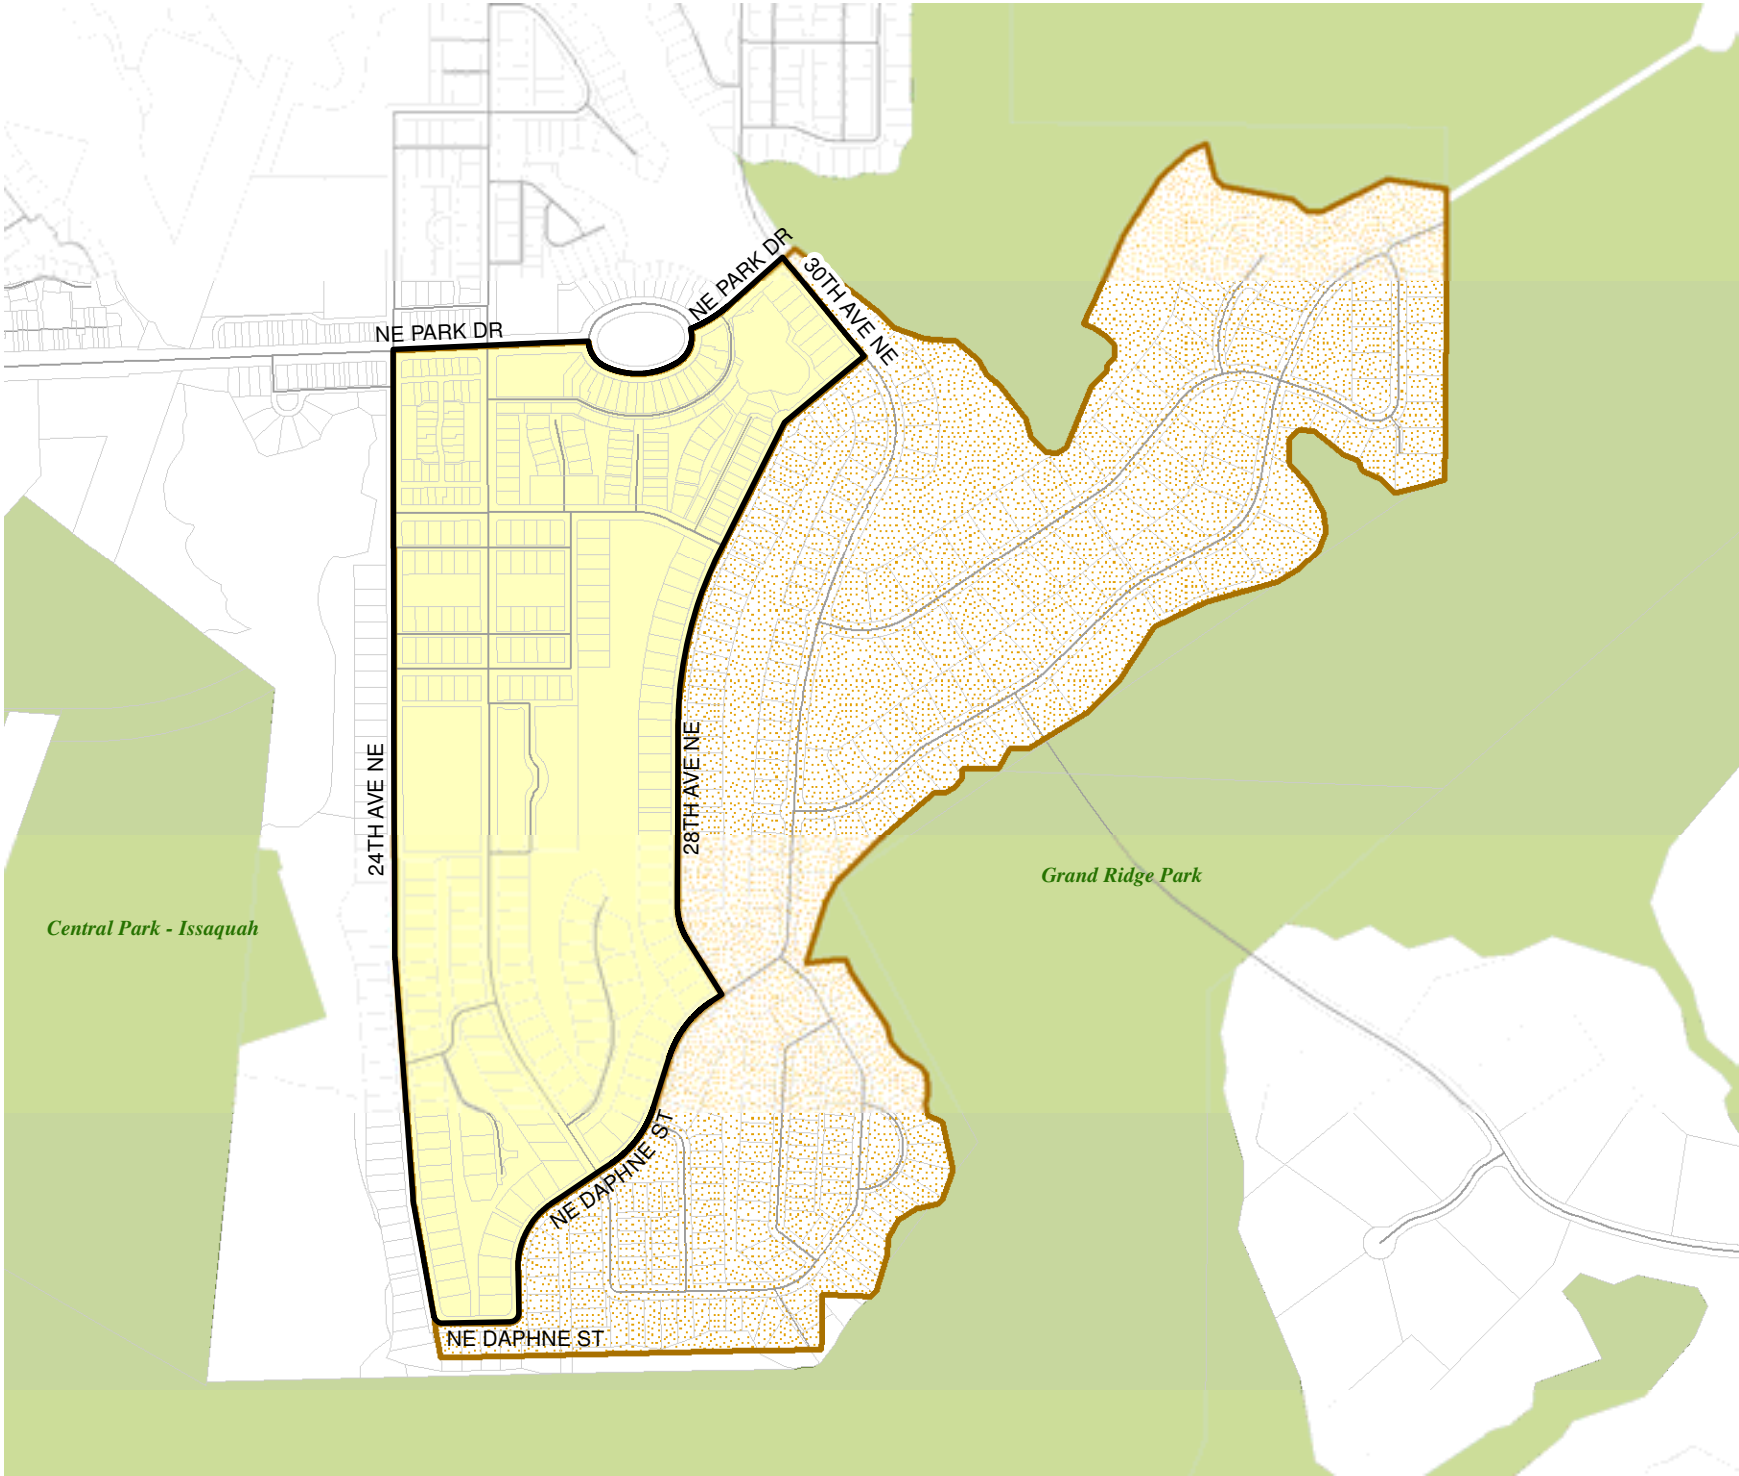 NE PARK DR
30TH AVE NE
NE PARK DR
24TH AVE NE
28TH AVE NE
Grand Ridge Park
Central Park - Issaquah
NE DAPHNE ST
NE DAPHNE ST